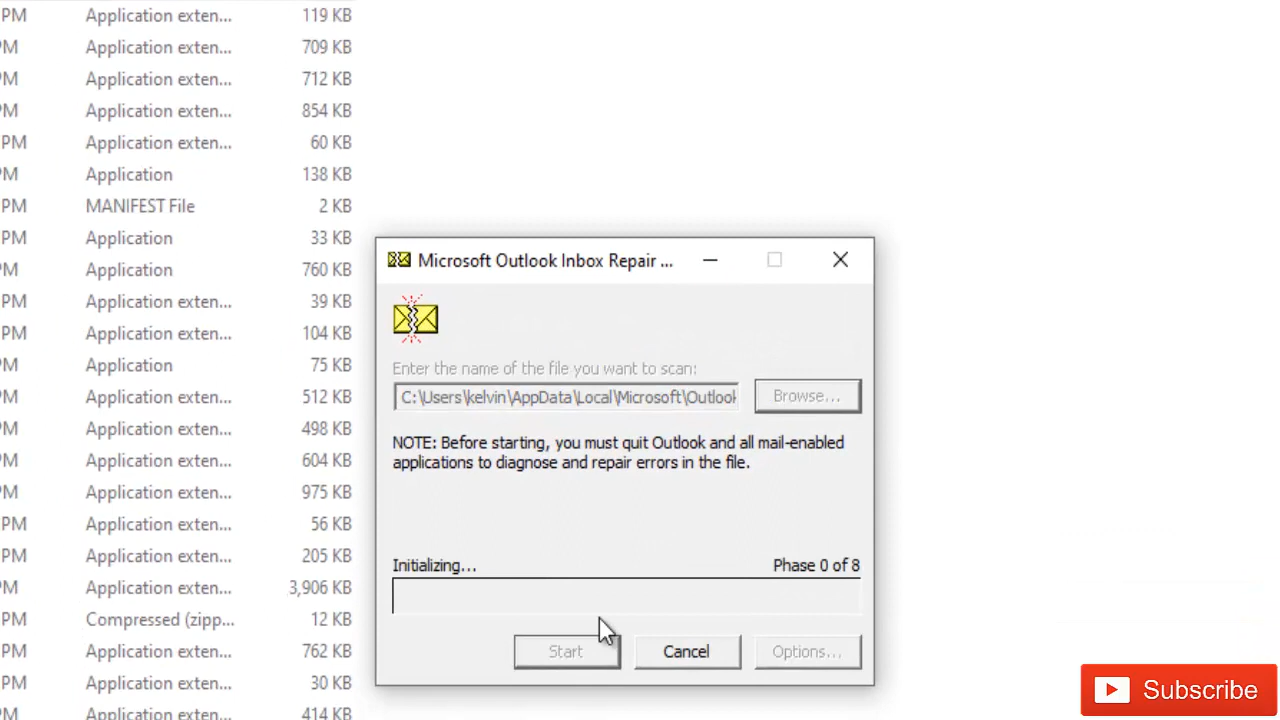 PM Application exten... 119 KB
PM Application exten... 709 KB
PM Application exten... 712 KB
PM Application exten... 854 KB
PM Application exten... 60 KB
PM Application 138 KB
PM MANIFEST File 2 KB
PM Application 33 KB
PM Application 760 KB
PM Application exten... 39 KB
PM Application exten... 104 KB
PM Application 75 KB
PM Application exten... 512 KB
PM Application exten... 498 KB
PM Application exten... 604 KB
PM Application exten... 975 KB
PM Application exten... 56 KB
PM Application exten... 205 KB
PM Application exten... 3,906 KB
PM Compressed (zipp... 12 KB
PM Application exten... 762 KB
PM Application exten... 30 KB
PM Application exten... 414 KB
Microsoft Outlook Inbox Repair ...
Enter the name of the file you want to scan:
C:\Users\kelvin\AppData\Local\Microsoft\Outlook
Browse...
NOTE: Before starting, you must quit Outlook and all mail-enabled
applications to diagnose and repair errors in the file.
Initializing... Phase 0 of 8
Start Cancel Options...
Subscribe